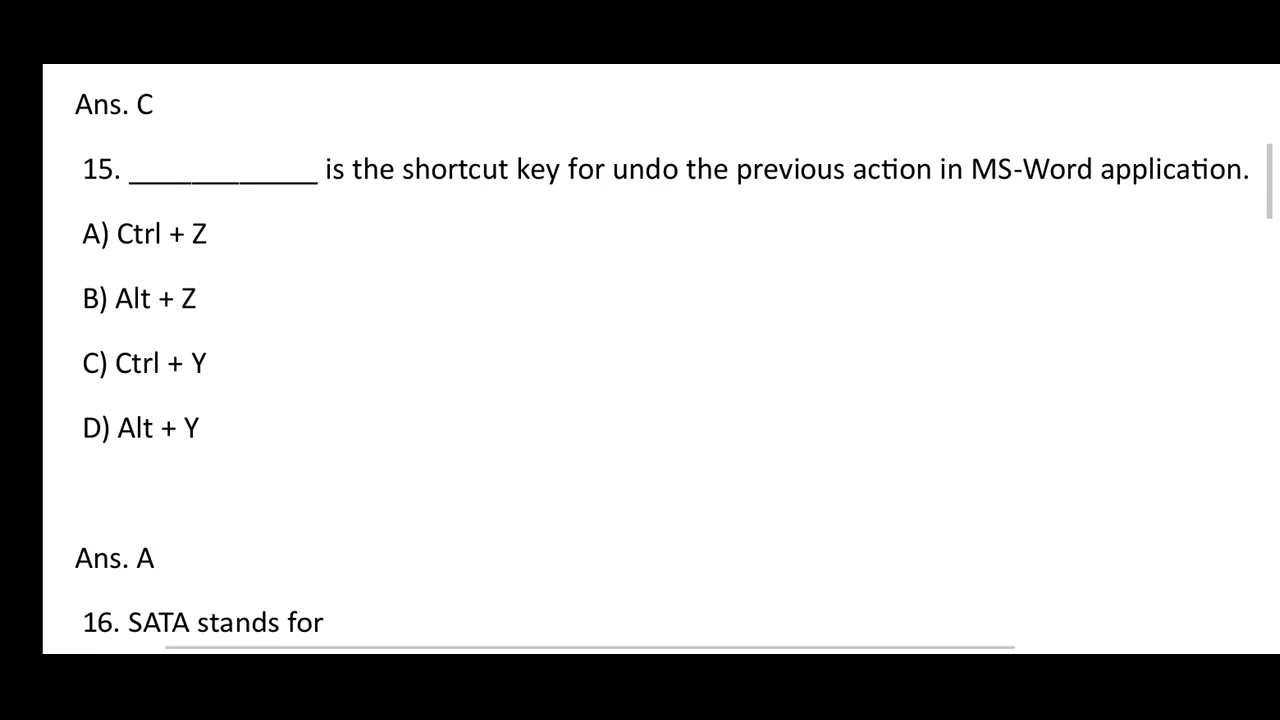 Ans. C
15. ____________ is the shortcut key for undo the previous action in MS-Word application.
A) Ctrl + Z
B) Alt + Z
C) Ctrl + Y
D) Alt + Y
Ans. A
16. SATA stands for